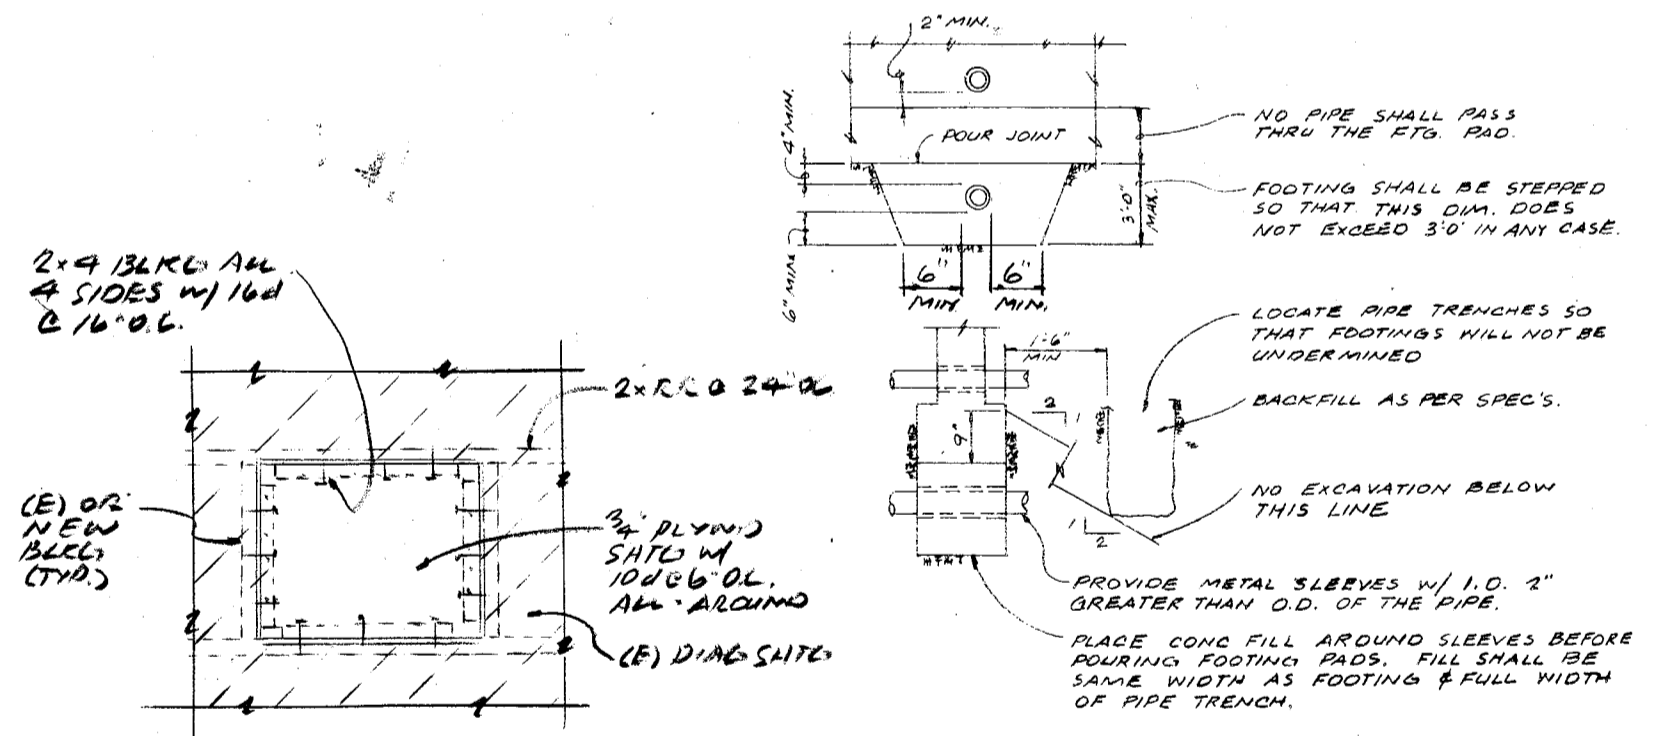 2×4 BLKG ALL
4 SIDES w/ 16d
@ 16" O.C.
2×RR @ 24" OC
(E) OR
NEW
BLKG
(TYP.)
3/4" PLYWD
SHTG w/
10d @ 6" O.C.
ALL-AROUND
(E) DIAG SHTG
2" MIN.
4" MIN.
POUR JOINT
6" MIN.
6"
MIN.
6"
MIN.
3'-0"
MAX.
NO PIPE SHALL PASS
THRU THE FTG. PAD.
FOOTING SHALL BE STEPPED
SO THAT THIS DIM. DOES
NOT EXCEED 3'-0" IN ANY CASE.
1'-6"
MIN
LOCATE PIPE TRENCHES SO
THAT FOOTINGS WILL NOT BE
UNDERMINED
2
1
9"
BACKFILL AS PER SPEC'S.
NO EXCAVATION BELOW
THIS LINE
1
2
PROVIDE METAL SLEEVES W/ I.D. 2"
GREATER THAN O.D. OF THE PIPE.
PLACE CONC FILL AROUND SLEEVES BEFORE
POURING FOOTING PADS. FILL SHALL BE
SAME WIDTH AS FOOTING & FULL WIDTH
OF PIPE TRENCH.